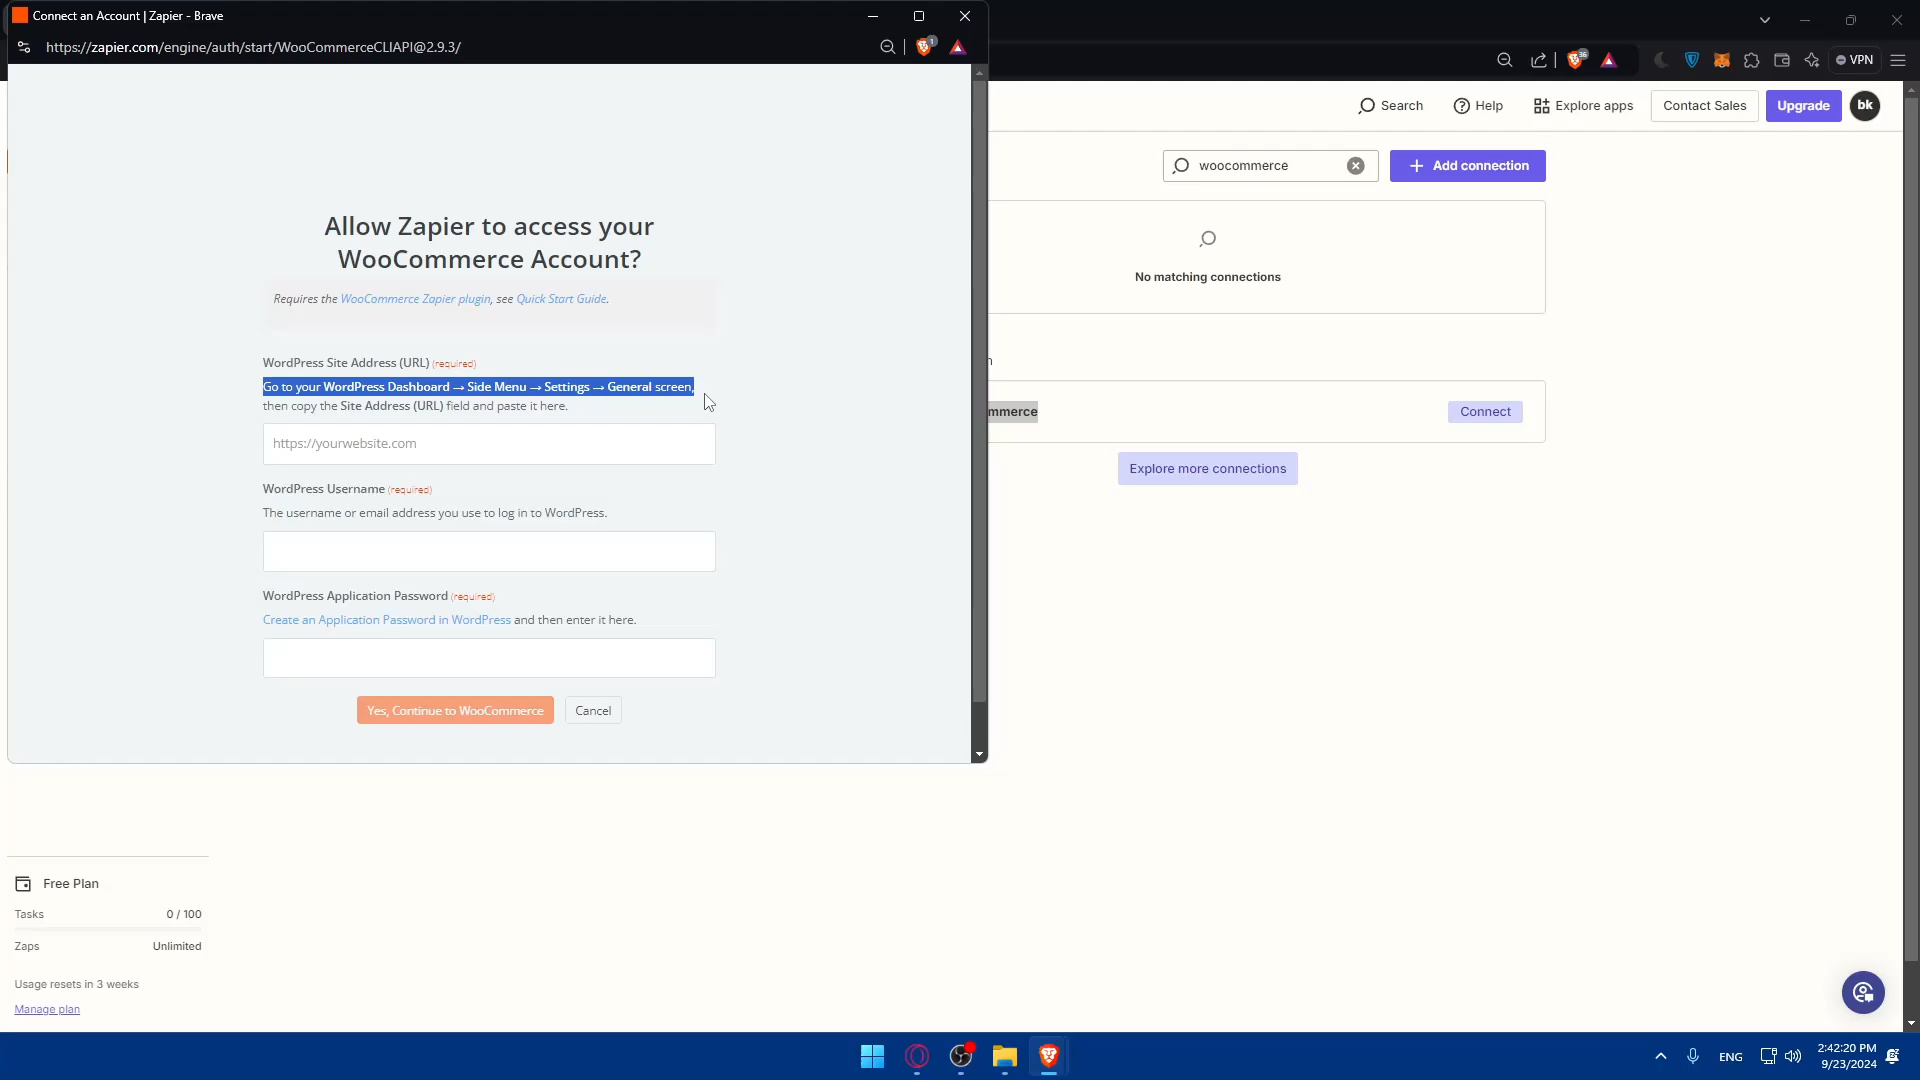 Connect an Account | Zapier - Brave
https://zapier.com/engine/auth/start/WooCommerceCLIAPI@2.9.3/
1
36
VPN
Search
Help
Explore apps
Contact Sales
Upgrade
bk
woocommerce
Add connection
Allow Zapier to access your
WooCommerce Account?
No matching connections
Requires the WooCommerce Zapier plugin, see Quick Start Guide.
WordPress Site Address (URL) (required)
Go to your WordPress Dashboard → Side Menu → Settings → General screen,
then copy the Site Address (URL) field and paste it here.
https://yourwebsite.com
n
mmerce
Connect
Explore more connections
WordPress Username (required)
The username or email address you use to log in to WordPress.
WordPress Application Password (required)
Create an Application Password in WordPress and then enter it here.
Yes, Continue to WooCommerce
Cancel
Free Plan
Tasks 0 / 100
Zaps Unlimited
Usage resets in 3 weeks
Manage plan
ENG
2:42:20 PM
9/23/2024